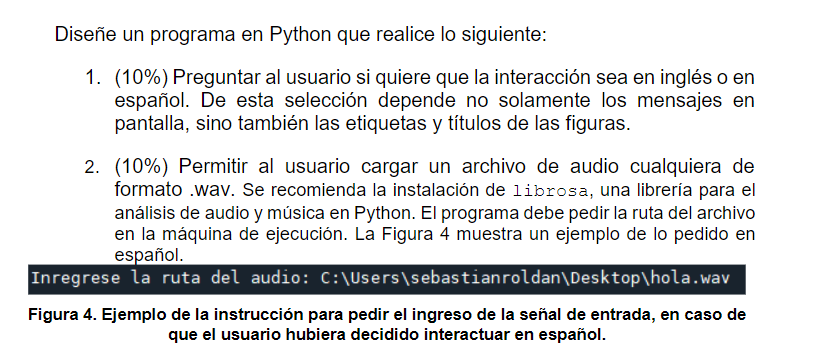 Diseñe un programa en Python que realice lo siguiente:
1. (10%) Preguntar al usuario si quiere que la interacción sea en inglés o en
español. De esta selección depende no solamente los mensajes en
pantalla, sino también las etiquetas y títulos de las figuras.
2. (10%) Permitir al usuario cargar un archivo de audio cualquiera de
formato .wav. Se recomienda la instalación de librosa, una librería para el
análisis de audio y música en Python. El programa debe pedir la ruta del archivo
en la máquina de ejecución. La Figura 4 muestra un ejemplo de lo pedido en
español.
Inregrese la ruta del audio: C:\Users\sebastianroldan\Desktop\hola.wav
Figura 4. Ejemplo de la instrucción para pedir el ingreso de la señal de entrada, en caso de
que el usuario hubiera decidido interactuar en español.